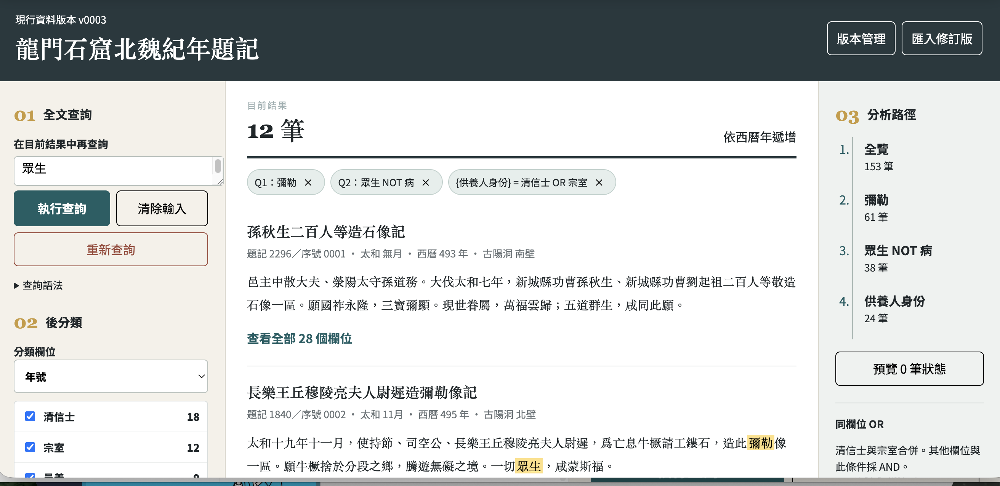 現行資料版本 v0003
龍門石窟北魏紀年題記
版本管理
匯入修訂版
01 全文查詢
在目前結果中再查詢
眾生
執行查詢
清除輸入
重新查詢
▶ 查詢語法
02 後分類
分類欄位
年號
清信士 18
宗室 12
目前結果
12 筆
依西曆年遞增
Q1：彌勒 ×
Q2：眾生 NOT 病 ×
{供養人身份} = 清信士 OR 宗室 ×
孫秋生二百人等造石像記
題記 2296／序號 0001 • 太和 無月 • 西曆 493 年 • 古陽洞 南壁
邑主中散大夫、滎陽太守孫道務。大伐太和七年，新城縣功曹孫秋生、新城縣功曹劉起祖二百人等敬造
石像一區。願國祚永隆，三寶彌顯。現世眷屬，萬福雲歸；五道群生，咸同此願。
查看全部 28 個欄位
長樂王丘穆陵亮夫人尉遲造彌勒像記
題記 1840／序號 0002 • 太和 11月 • 西曆 495 年 • 古陽洞 北壁
太和十九年十一月，使持節、司空公、長樂王丘穆陵亮夫人尉遲，爲亡息牛橛請工鏤石，造此彌勒像
一區。願牛橛捨於分段之鄉，騰遊無礙之境。一切眾生，咸蒙斯福。
03 分析路徑
1. 全覽
153 筆
2. 彌勒
61 筆
3. 眾生 NOT 病
38 筆
4. 供養人身份
24 筆
預覽 0 筆狀態
同欄位 OR
清信士與宗室合併。其他欄位與
此條件採 AND。